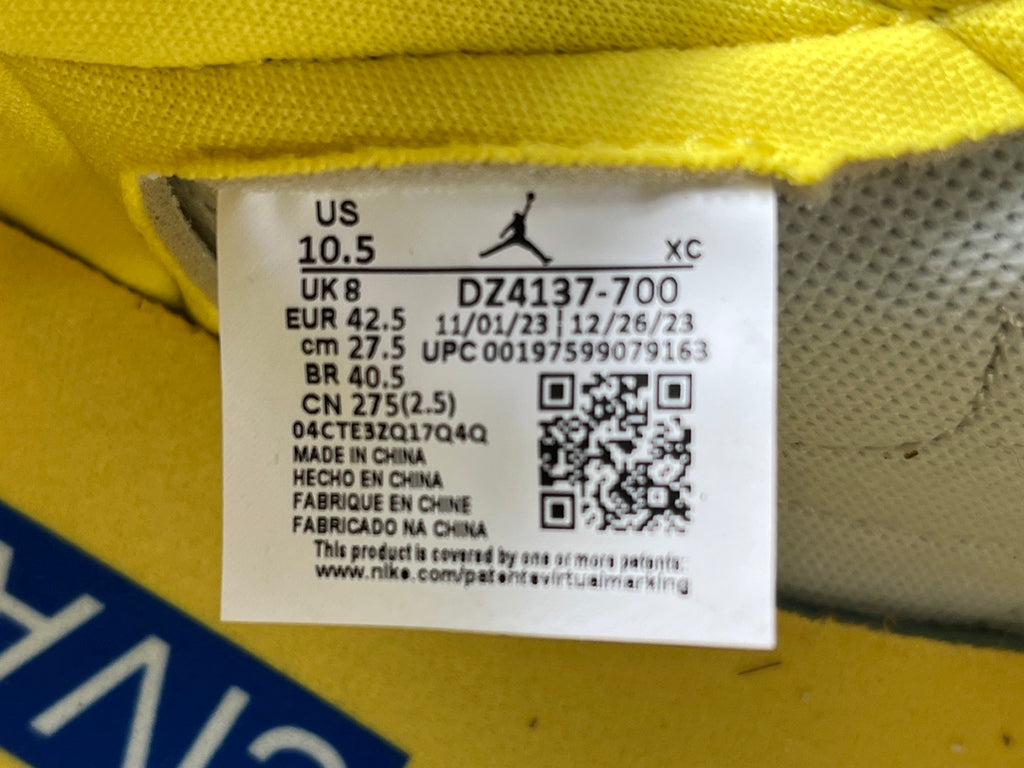 US
10.5
XC
UK 8
DZ4137-700
EUR 42.5
11/01/23 | 12/26/23
cm 27.5
UPC 00197599079163
BR 40.5
CN 275(2.5)
04CTE3ZQ17Q4Q
MADE IN CHINA
HECHO EN CHINA
FABRIQUE EN CHINE
FABRICADO NA CHINA
This product is covered by one or more patents:
www.nike.com/patentsvirtualmarking